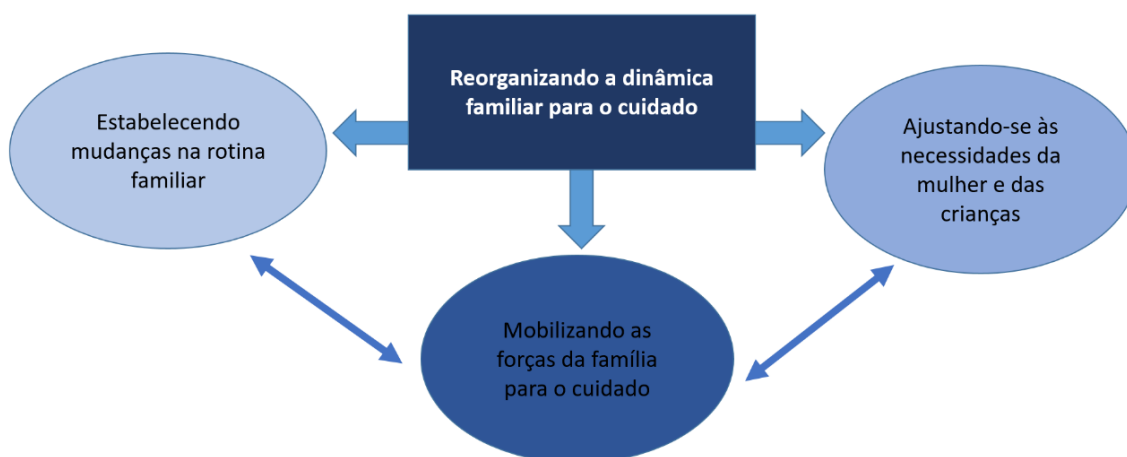 Reorganizando a dinâmica
familiar para o cuidado
Estabelecendo
mudanças na rotina
familiar
Ajustando-se às
necessidades da
mulher e das
crianças
Mobilizando as
forças da família
para o cuidado